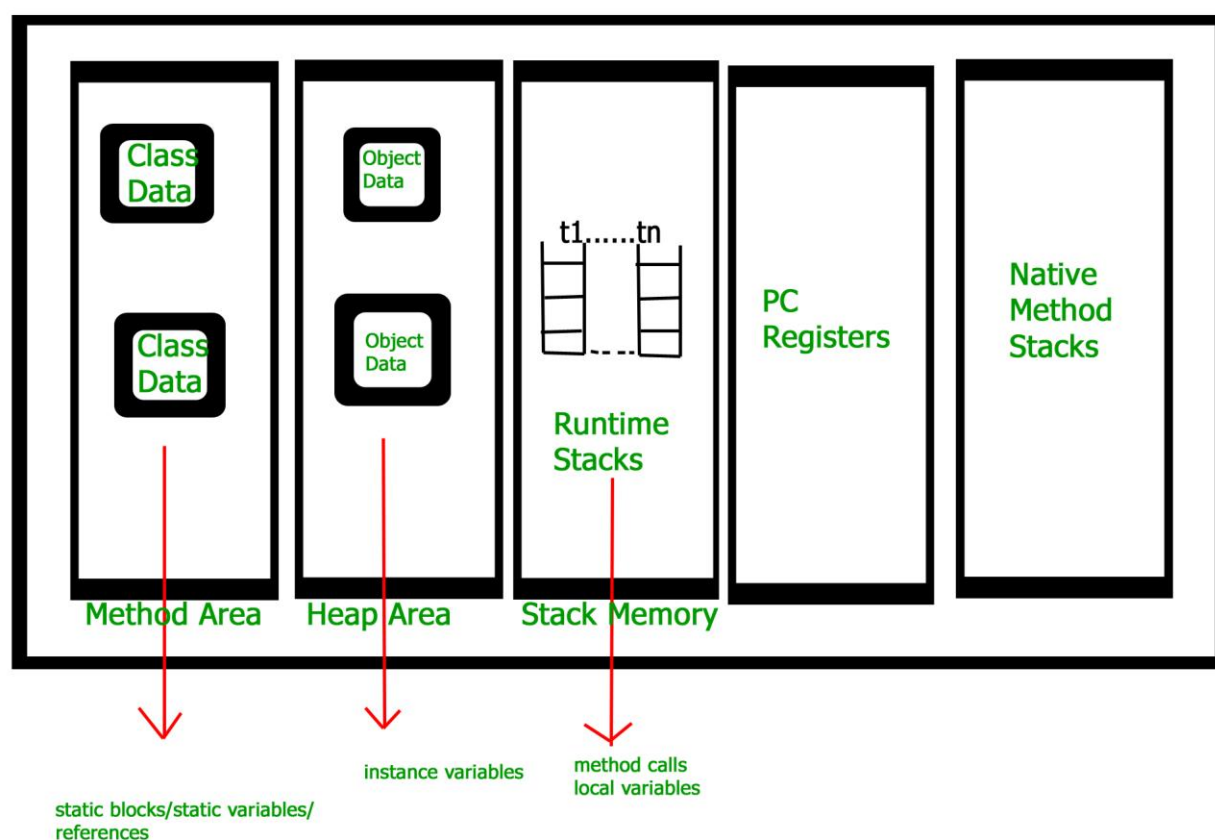 Class
Data
Class
Data
Method Area
Object
Data
Object
Data
Heap Area
t1......tn
Runtime
Stacks
Stack Memory
PC
Registers
Native
Method
Stacks
static blocks/static variables/
references
instance variables
method calls
local variables